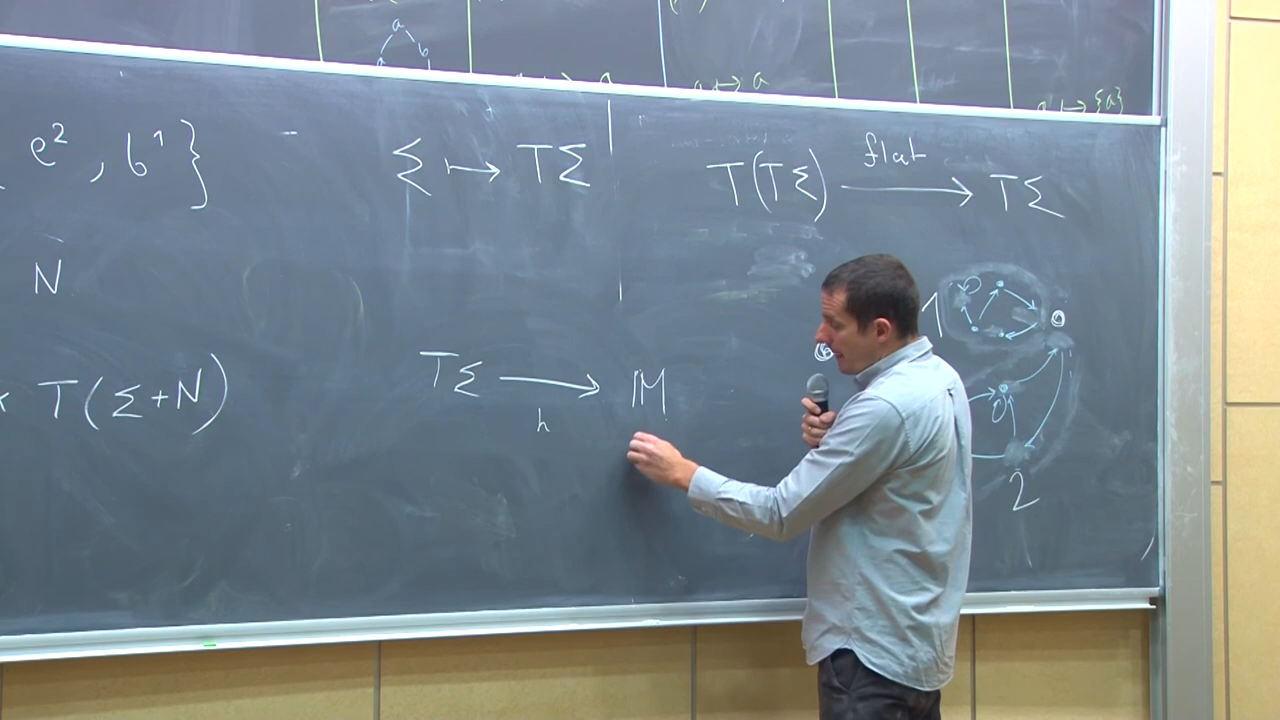 a
b
a ↦ a
a ↦ {a}
e² , b¹ }
Σ ↦ TΣ
T(TΣ) → TΣ
flat
N
1
T(Σ+N)
TΣ → M
h
2